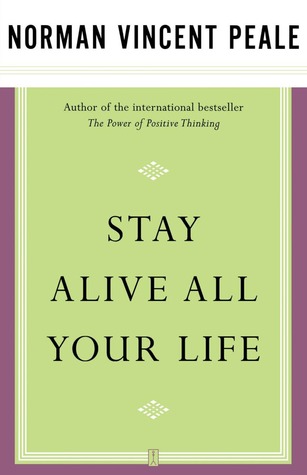 NORMAN VINCENT PEALE
Author of the international bestseller
The Power of Positive Thinking
STAY
ALIVE ALL
YOUR LIFE